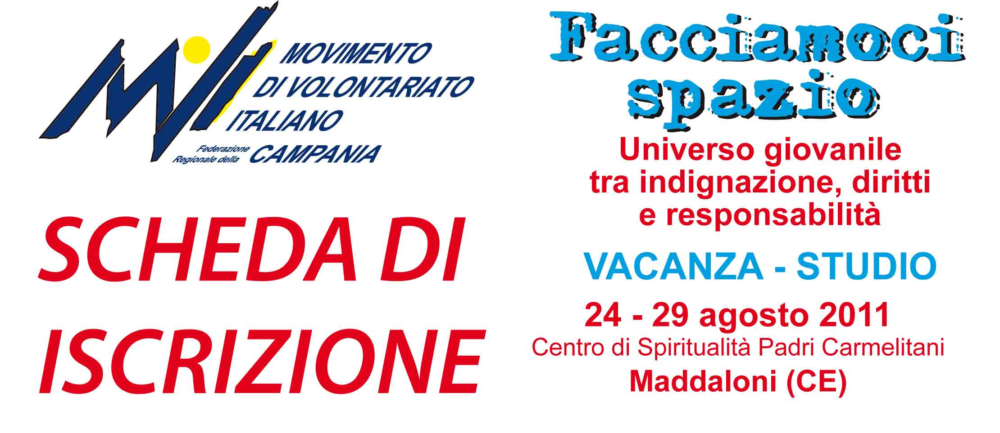 MOVIMENTO
DI VOLONTARIATO
ITALIANO
Federazione
Regionale della CAMPANIA
SCHEDA DI
ISCRIZIONE
Facciamoci
spazio
Universo giovanile
tra indignazione, diritti
e responsabilità
VACANZA - STUDIO
24 - 29 agosto 2011
Centro di Spiritualità Padri Carmelitani
Maddaloni (CE)